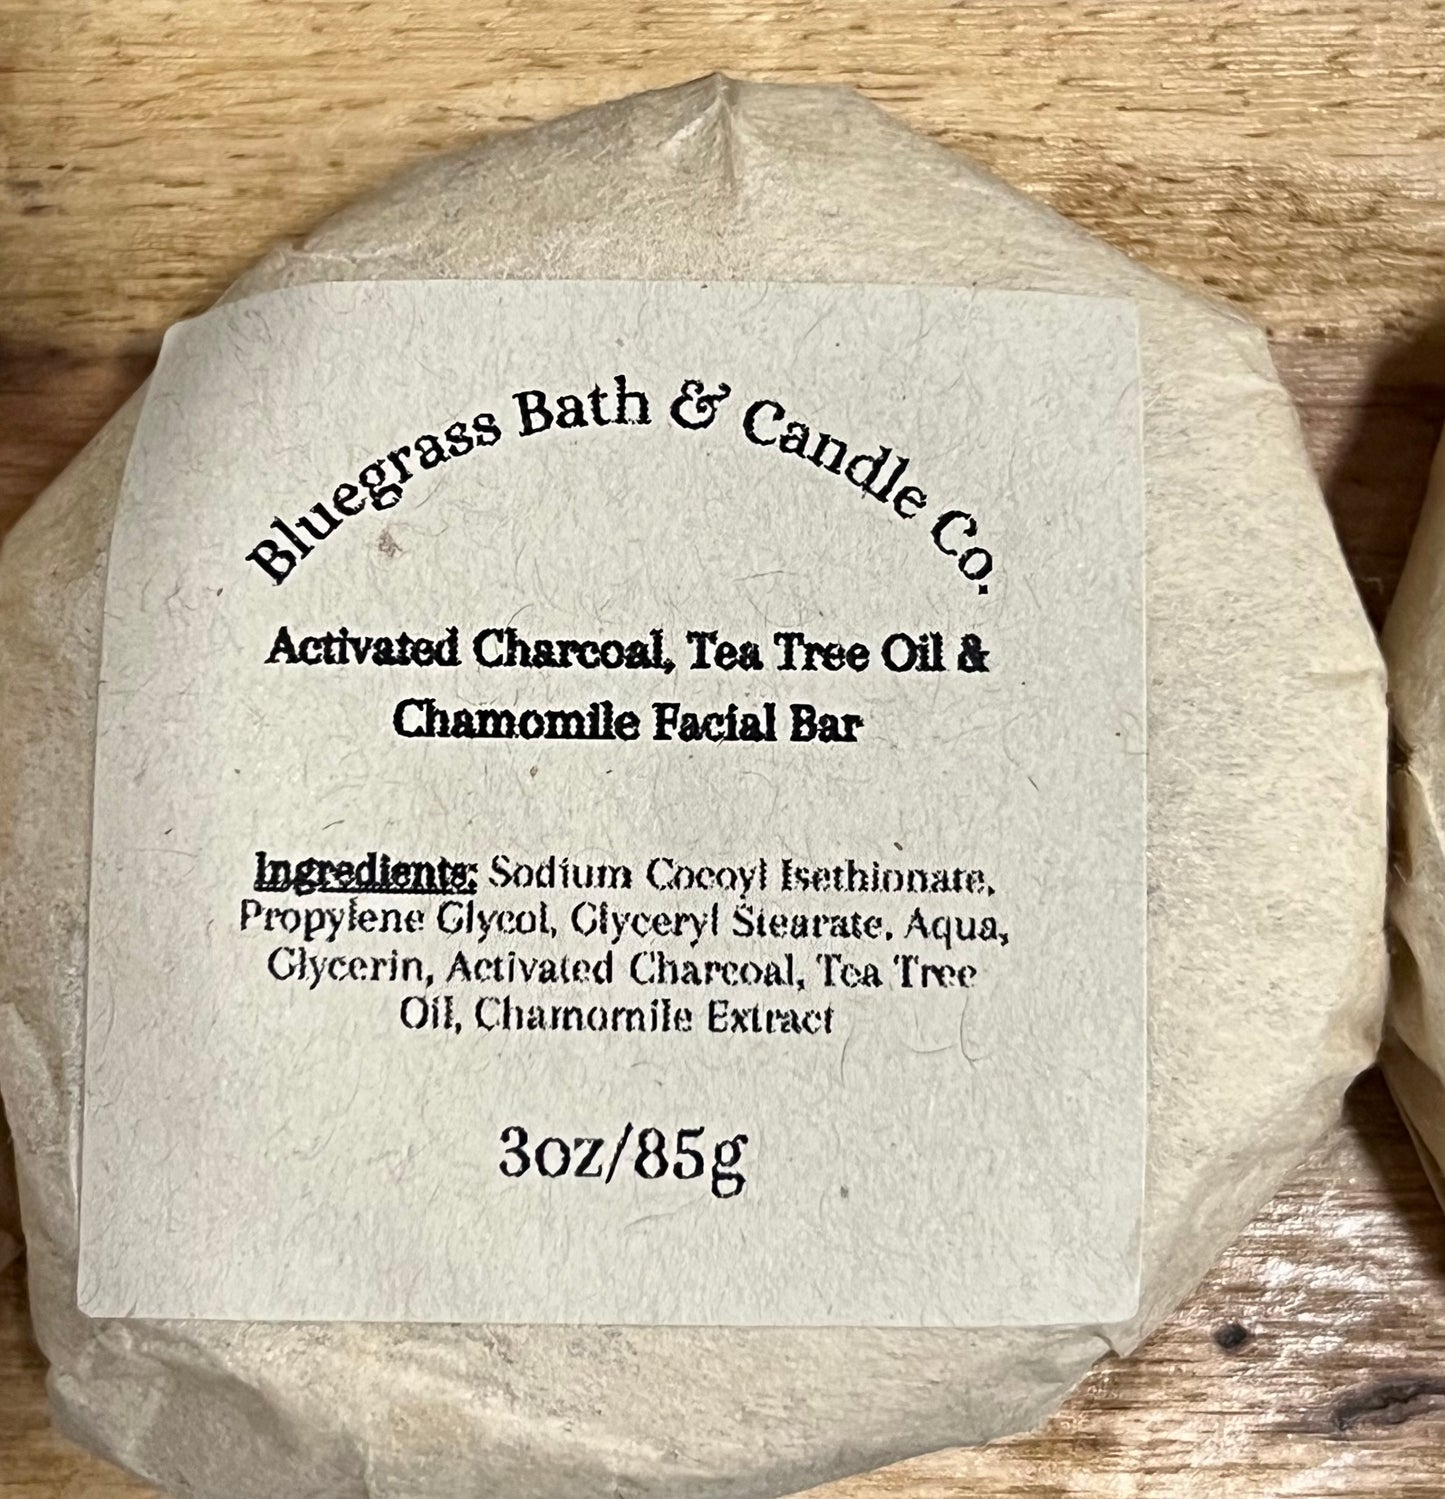 Bluegrass Bath & Candle Co.
Activated Charcoal, Tea Tree Oil &
Chamomile Facial Bar
Ingredients: Sodium Cocoyl Isethionate,
Propylene Glycol, Glyceryl Stearate, Aqua,
Glycerin, Activated Charcoal, Tea Tree
Oil, Chamomile Extract
3oz/85g